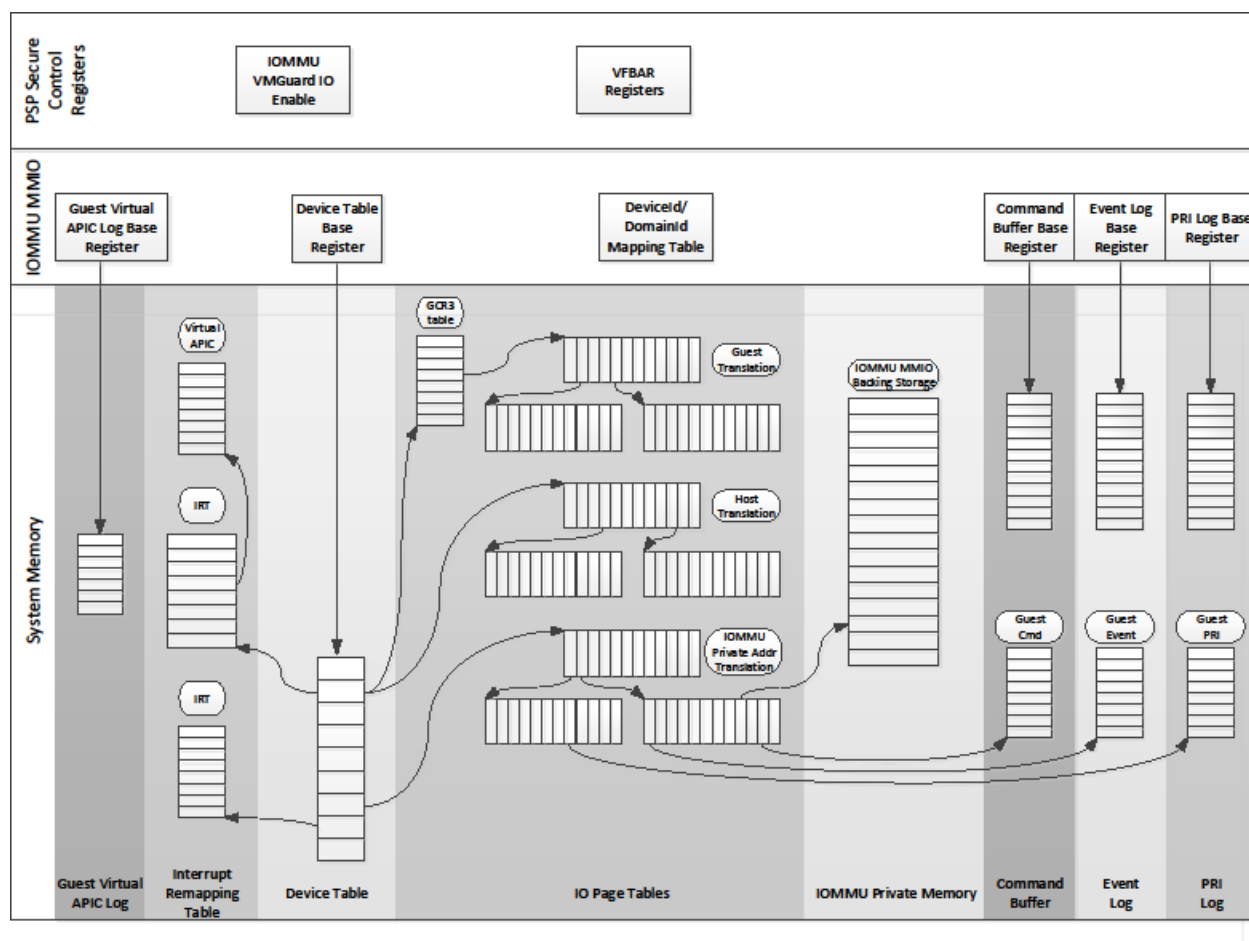 PSP Secure
Control
Registers
IOMMU
VMGuard IO
Enable
VFBAR
Registers
IOMMU MMIO
Guest Virtual
APIC Log Base
Register
Device Table
Base
Register
DeviceId/
DomainId
Mapping Table
Command
Buffer Base
Register
Event Log
Base
Register
PRI Log Base
Register
System Memory
GCR3
table
Virtual
APIC
Guest
Translation
IOMMU MMIO
Backing Storage
IRT
Host
Translation
Guest
Cmd
Guest
Event
Guest
PRI
IOMMU
Private Addr
Translation
IRT
Guest Virtual
APIC Log
Interrupt
Remapping
Table
Device Table
IO Page Tables
IOMMU Private Memory
Command
Buffer
Event
Log
PRI
Log